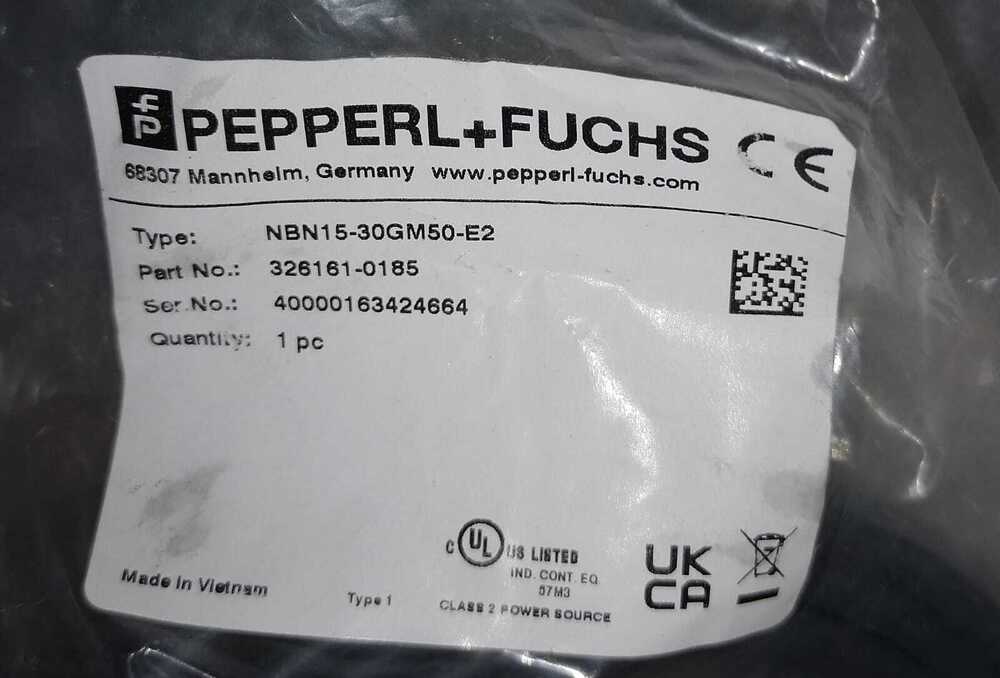 PEPPERL+FUCHS CE
68307 Mannheim, Germany www.pepperl-fuchs.com
Type: NBN15-30GM50-E2
Part No.: 326161-0185
Ser.No.: 40000163424664
Quantity: 1 pc
C UL US LISTED
IND. CONT. EQ.
57M3
UK
CA
Made in Vietnam
Type 1
CLASS 2 POWER SOURCE